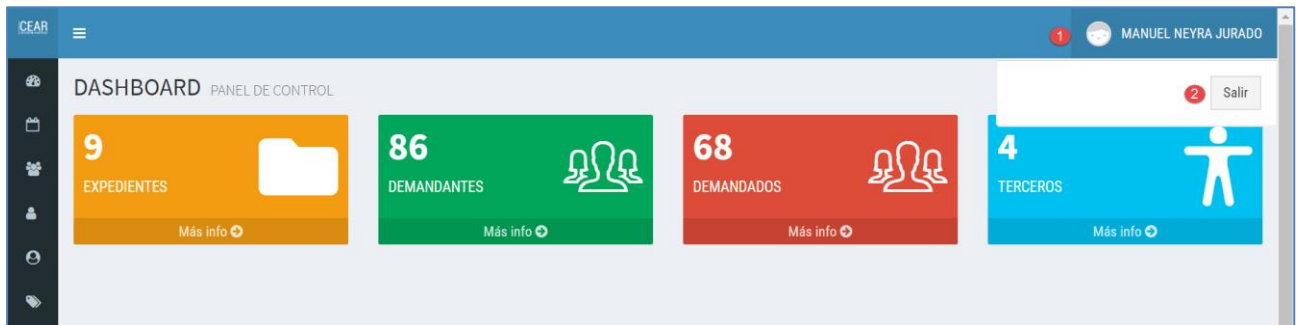 CEAR
1 MANUEL NEYRA JURADO
DASHBOARD PANEL DE CONTROL
2 Salir
9
EXPEDIENTES
Más info
86
DEMANDANTES
Más info
68
DEMANDADOS
Más info
4
TERCEROS
Más info